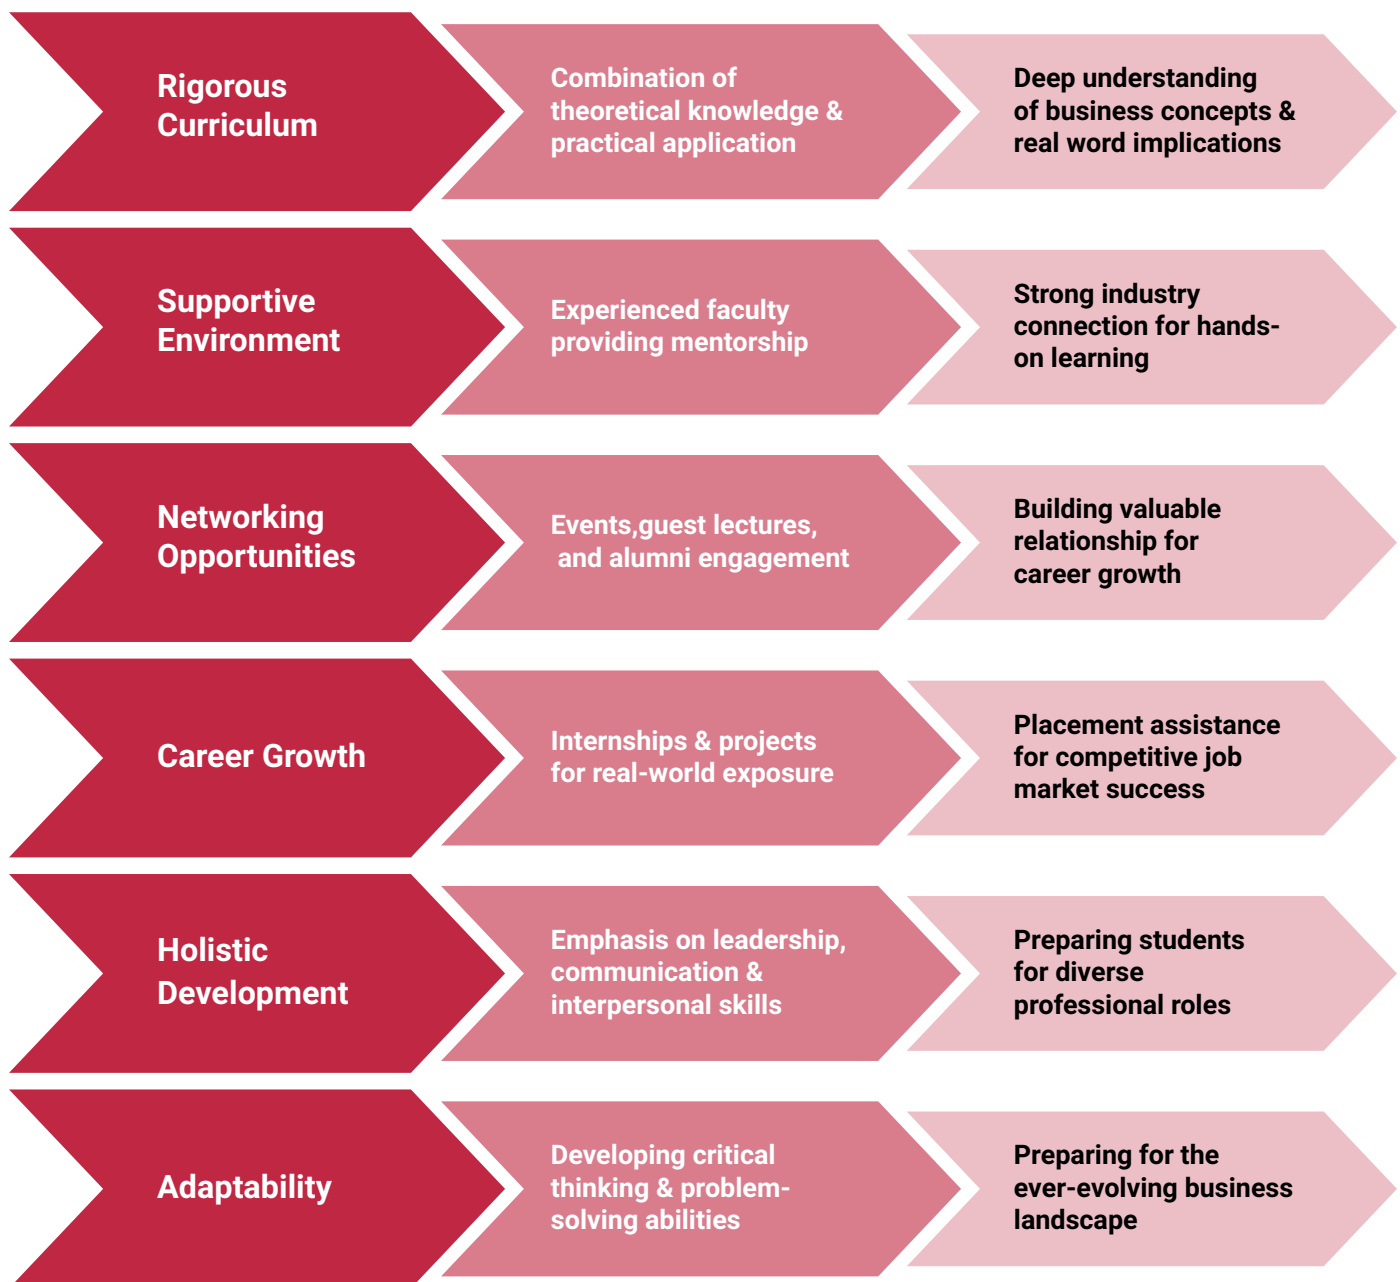 Rigorous
Curriculum
Combination of
theoretical knowledge &
practical application
Deep understanding
of business concepts &
real word implications
Supportive
Environment
Experienced faculty
providing mentorship
Strong industry
connection for hands-
on learning
Networking
Opportunities
Events,guest lectures,
and alumni engagement
Building valuable
relationship for
career growth
Career Growth
Internships & projects
for real-world exposure
Placement assistance
for competitive job
market success
Holistic
Development
Emphasis on leadership,
communication &
interpersonal skills
Preparing students
for diverse
professional roles
Adaptability
Developing critical
thinking & problem-
solving abilities
Preparing for the
ever-evolving business
landscape